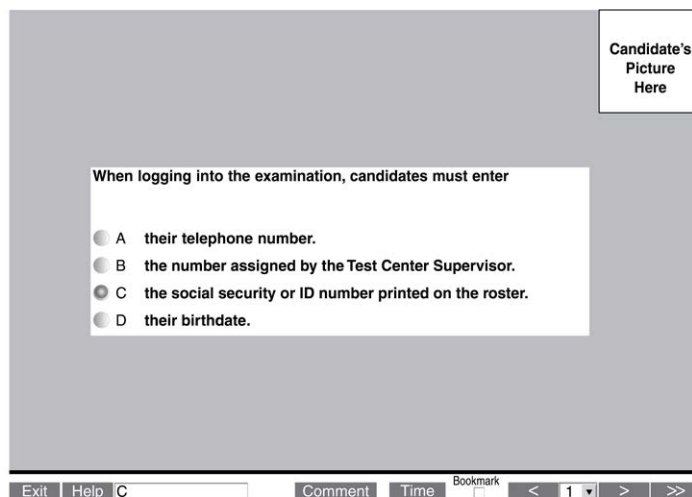 Candidate's
Picture
Here
When logging into the examination, candidates must enter
A their telephone number.
B the number assigned by the Test Center Supervisor.
C the social security or ID number printed on the roster.
D their birthdate.
Exit Help C Comment Time Bookmark < 1 > >>